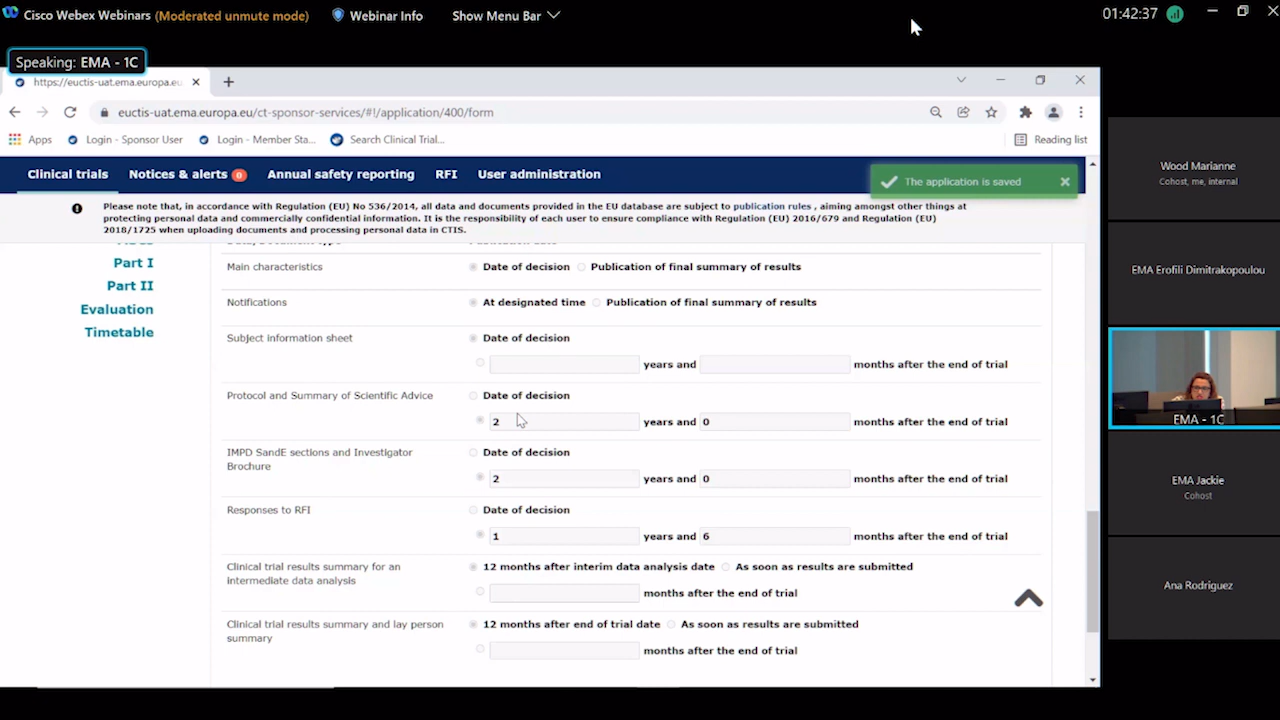 Cisco Webex Webinars (Moderated unmute mode) Webinar Info Show Menu Bar 01:42:37
Speaking: EMA - 1C
https://euctis-uat.ema.europa.eu
euctis-uat.ema.europa.eu/ct-sponsor-services/#!/application/400/form
Apps Login - Sponsor User Login - Member Sta... Search Clinical Trial... Reading list
Clinical trials Notices & alerts 0 Annual safety reporting RFI User administration
The application is saved
Please note that, in accordance with Regulation (EU) No 536/2014, all data and documents provided in the EU database are subject to publication rules , aiming amongst other things at
protecting personal data and commercially confidential information. It is the responsibility of each user to ensure compliance with Regulation (EU) 2016/679 and Regulation (EU)
2018/1725 when uploading documents and processing personal data in CTIS.
Part I
Part II
Evaluation
Timetable
Main characteristics Date of decision Publication of final summary of results
Notifications At designated time Publication of final summary of results
Subject information sheet Date of decision
years and months after the end of trial
Protocol and Summary of Scientific Advice Date of decision
2 years and 0 months after the end of trial
IMPD SandE sections and Investigator Date of decision
Brochure
2 years and 0 months after the end of trial
Responses to RFI Date of decision
1 years and 6 months after the end of trial
Clinical trial results summary for an 12 months after interim data analysis date As soon as results are submitted
intermediate data analysis
months after the end of trial
Clinical trial results summary and lay person 12 months after end of trial date As soon as results are submitted
summary
months after the end of trial
Wood Marianne
Cohost, me, internal
EMA Erofili Dimitrakopoulou
EMA - 1C
EMA Jackie
Cohost
Ana Rodriguez